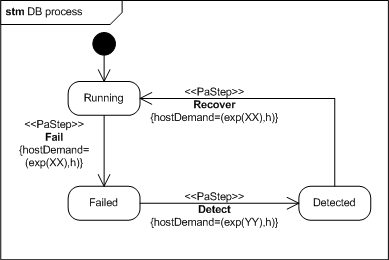 stm DB process
<<PaStep>>
Running
Recover
{hostDemand=(exp(XX),h)}
<<PaStep>>
Fail
{hostDemand=
(exp(XX),h)}
<<PaStep>>
Failed
Detect
Detected
{hostDemand=(exp(YY),h)}